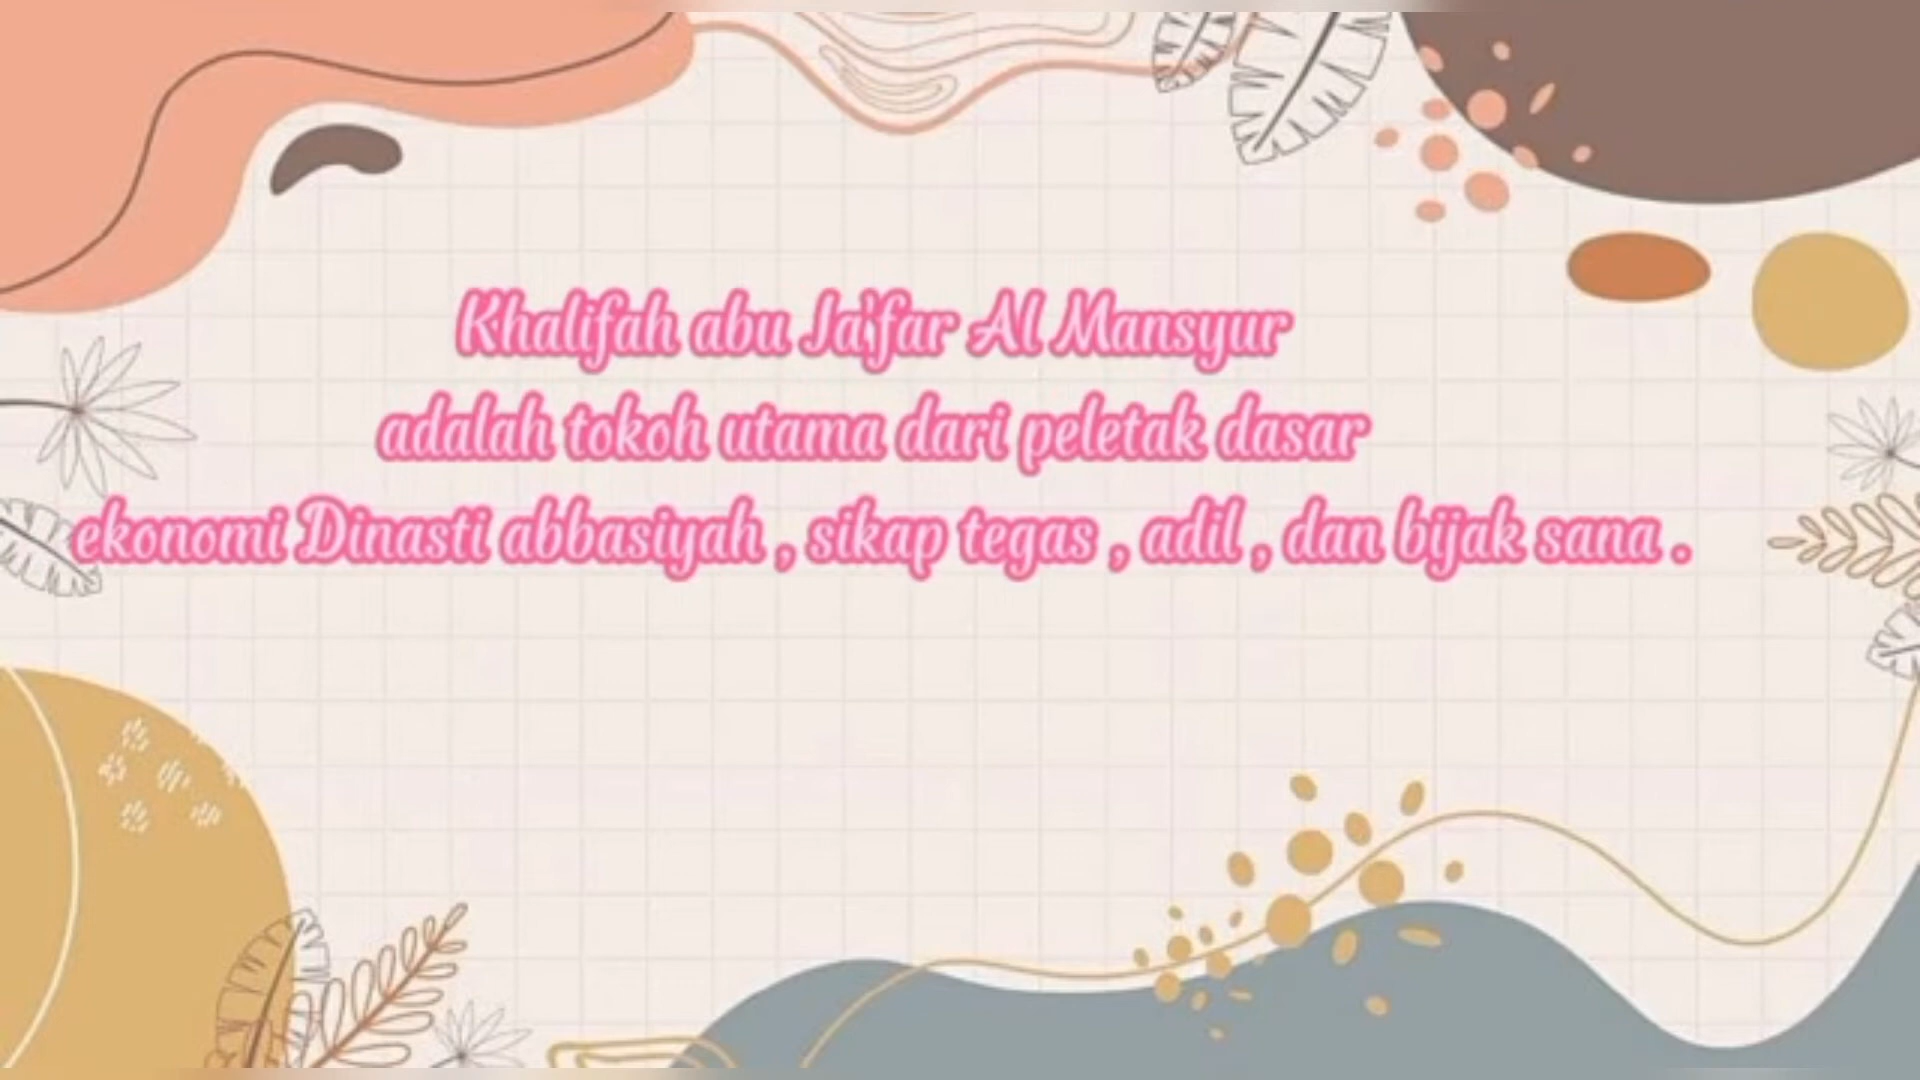 Khalifah abu Ja'far Al Mansyur
adalah tokoh utama dari peletak dasar
ekonomi Dinasti abbasiyah , sikap tegas , adil , dan bijak sana .